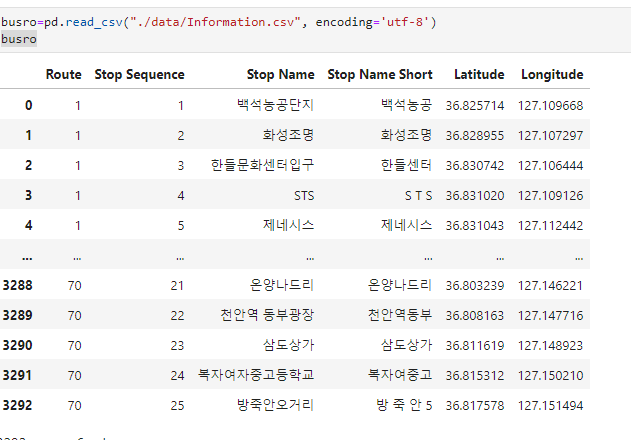 busro=pd.read_csv("./data/Information.csv", encoding='utf-8')
busro
Route Stop Sequence Stop Name Stop Name Short Latitude Longitude
0 1 1 백석농공단지 백석농공 36.825714 127.109668
1 1 2 화성조명 화성조명 36.828955 127.107297
2 1 3 한들문화센터입구 한들센터 36.830742 127.106444
3 1 4 STS S T S 36.831020 127.109126
4 1 5 제네시스 제네시스 36.831043 127.112442
... ... ... ... ... ... ...
3288 70 21 온양나드리 온양나드리 36.803239 127.146221
3289 70 22 천안역 동부광장 천안역동부 36.808163 127.147716
3290 70 23 삼도상가 삼도상가 36.811619 127.148923
3291 70 24 복자여자중고등학교 복자여중고 36.815312 127.150210
3292 70 25 방죽안오거리 방 죽 안 5 36.817578 127.151494